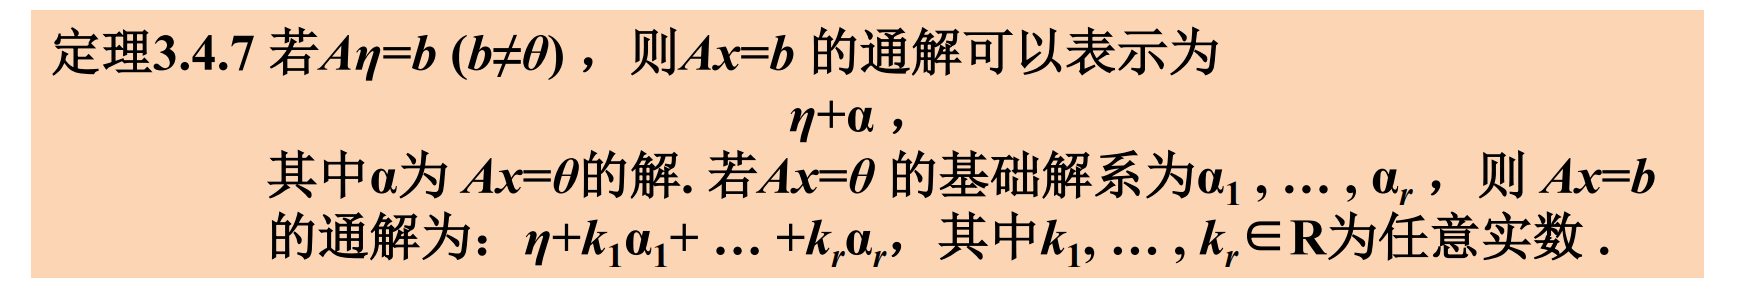 定理3.4.7 若Aη=b (b≠θ)，则Ax=b 的通解可以表示为
η+α，
其中α为 Ax=θ的解. 若Ax=θ 的基础解系为α₁ , … , αᵣ，则 Ax=b
的通解为：η+k₁α₁+ … +kᵣαᵣ，其中k₁, … , kᵣ∈R为任意实数 .